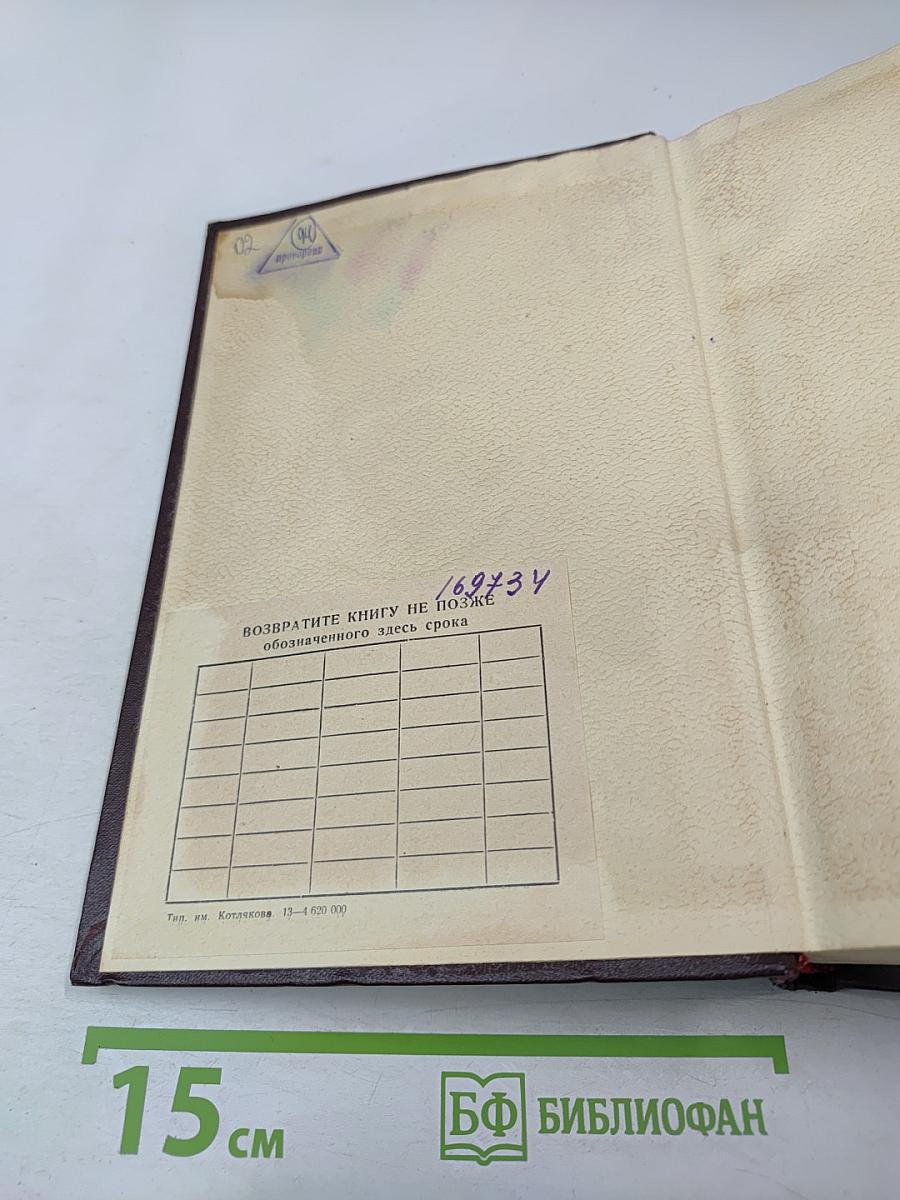 02
94
проверено
169734
ВОЗВРАТИТЕ КНИГУ НЕ ПОЗЖЕ
обозначенного здесь срока
Тип. им. Котлякова. 13—4 620 000
15 см
БФ БИБЛИОФАН